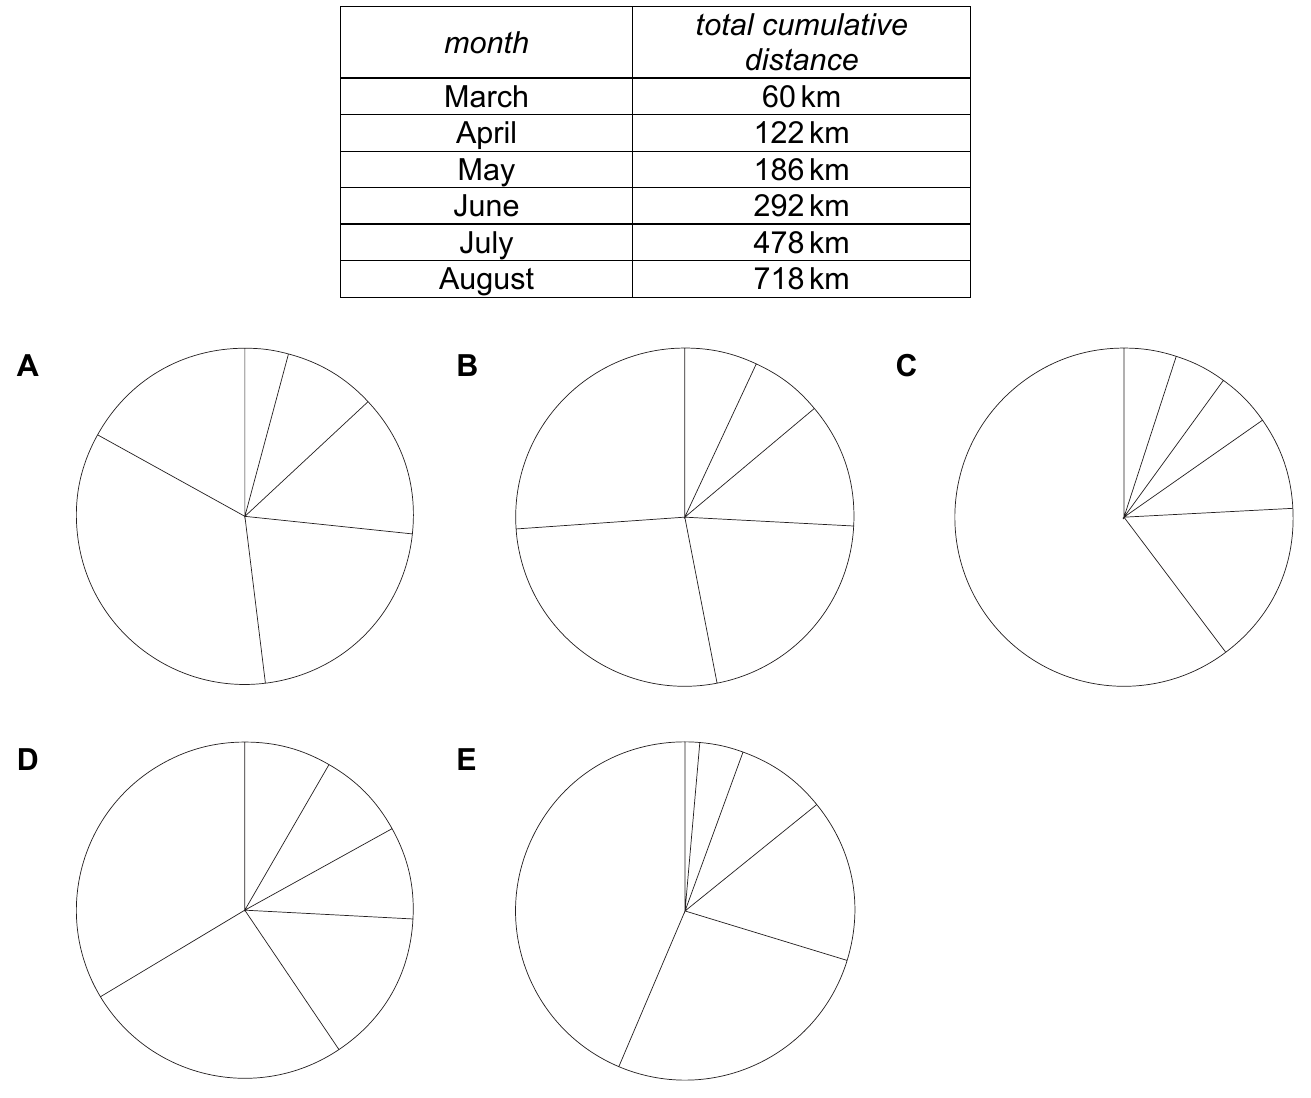 month total cumulative distance
March 60 km
April 122 km
May 186 km
June 292 km
July 478 km
August 718 km
A B C
D E